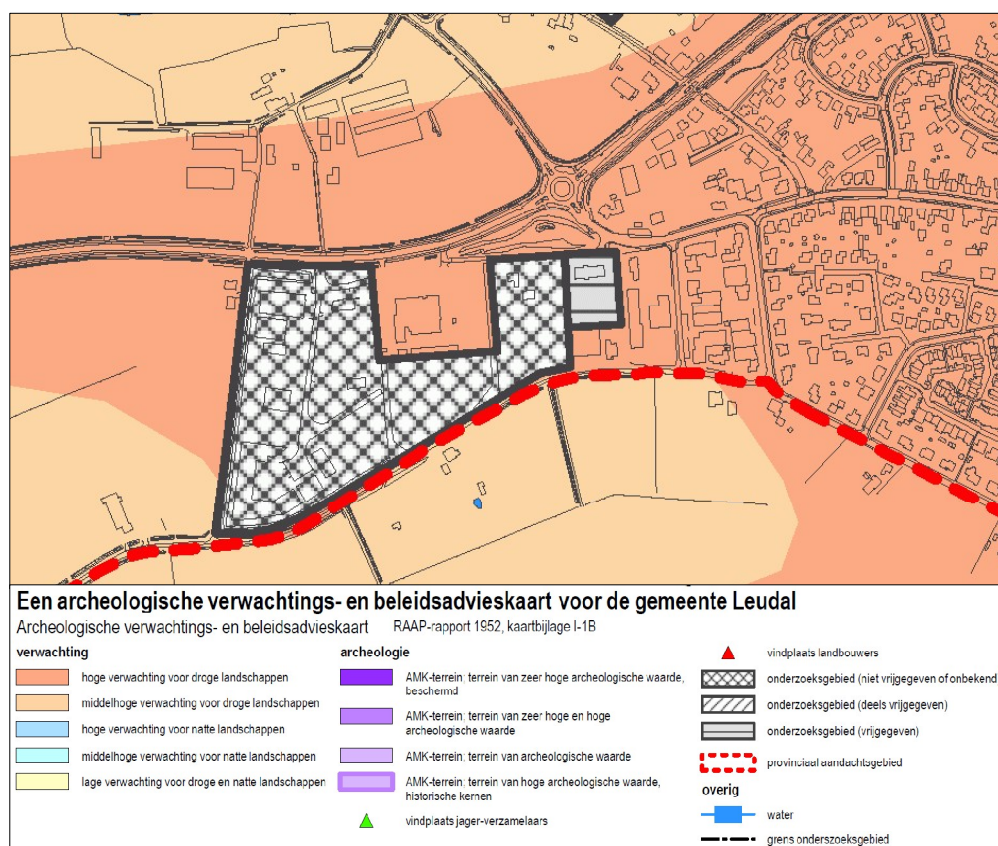 Een archeologische verwachtings- en beleidsadvieskaart voor de gemeente Leudal
Archeologische verwachtings- en beleidsadvieskaart RAAP-rapport 1952, kaartbijlage I-1B
verwachting
hoge verwachting voor droge landschappen
middelhoge verwachting voor droge landschappen
hoge verwachting voor natte landschappen
middelhoge verwachting voor natte landschappen
lage verwachting voor droge en natte landschappen
archeologie
AMK-terrein; terrein van zeer hoge archeologische waarde,
beschermd
AMK-terrein; terrein van zeer hoge en hoge
archeologische waarde
AMK-terrein; terrein van archeologische waarde
AMK-terrein; terrein van hoge archeologische waarde,
historische kernen
vindplaats jager-verzamelaars
vindplaats landbouwers
onderzoeksgebied (niet vrijgegeven of onbekend
onderzoeksgebied (deels vrijgegeven)
onderzoeksgebied (vrijgegeven)
provinciaal aandachtsgebied
overig
water
grens onderszoeksgebied